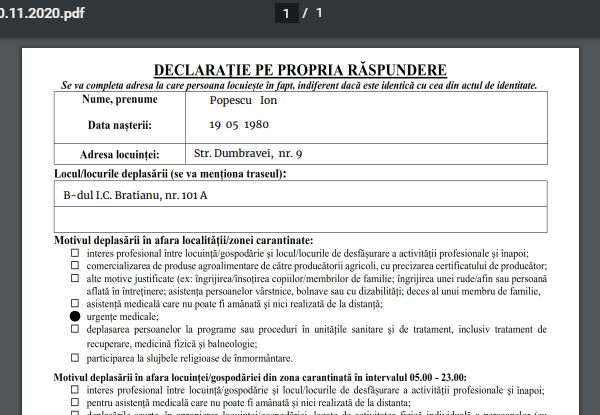 0.11.2020.pdf
1 / 1
DECLARAȚIE PE PROPRIA RĂSPUNDERE
Se va completa adresa la care persoana locuiește în fapt, indiferent dacă este identică cu cea din actul de identitate.
Nume, prenume Popescu Ion
Data nașterii: 19 05 1980
Adresa locuinței: Str. Dumbravei, nr. 9
Locul/locurile deplasării (se va menționa traseul):
B-dul I.C. Bratianu, nr. 101 A
Motivul deplasării în afara localității/zonei carantinate:
interes profesional între locuință/gospodărie și locul/locurile de desfășurare a activității profesionale și înapoi;
comercializarea de produse agroalimentare de către producătorii agricoli, cu precizarea certificatului de producător;
alte motive justificate (ex: îngrijirea/însoțirea copiilor/membrilor de familie; îngrijirea unei rude/afin sau persoană
aflată în întreținere; asistența persoanelor vârstnice, bolnave sau cu dizabilități; deces al unui membru de familie,
asistență medicală care nu poate fi amânată și nici realizată de la distanță;
urgențe medicale;
deplasarea persoanelor la programe sau proceduri în unitățile sanitare și de tratament, inclusiv tratament de
recuperare, medicină fizică și balneologie;
participarea la slujbele religioase de înmormântare.
Motivul deplasării în afara locuinței/gospodăriei din zona carantinată în intervalul 05.00 - 23.00:
interes profesional între locuință/gospodărie și locul/locurile de desfășurare a activității profesionale și înapoi;
pentru asistență medicală care nu poate fi amânată și nici realizată de la distanta;